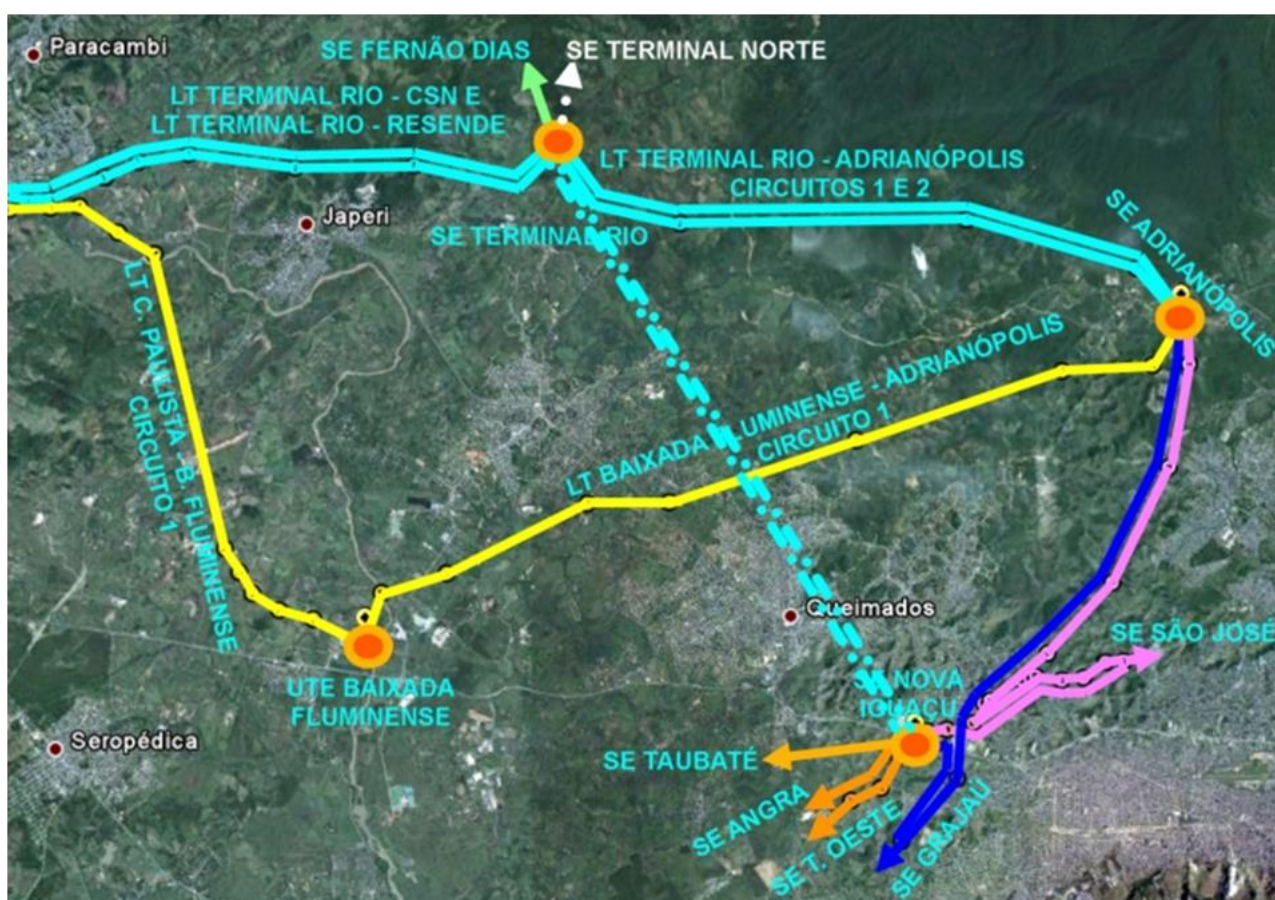 Paracambi
SE FERNÃO DIAS
SE TERMINAL NORTE
LT TERMINAL RIO - CSN E
LT TERMINAL RIO - RESENDE
LT TERMINAL RIO - ADRIANÓPOLIS
CIRCUITOS 1 E 2
Japeri
SE TERMINAL RIO
SE ADRIANÓPOLIS
LT C. PAULISTA - B. FLUMINENSE
CIRCUITO 1
LT BAIXADA FLUMINENSE - ADRIANÓPOLIS
CIRCUITO 1
Queimados
SE SÃO JOSÉ
UTE BAIXADA
FLUMINENSE
SE NOVA
IGUAÇU
Seropédica
SE TAUBATÉ
SE ANGRA
SE T. OESTE
SE GRAJAÚ